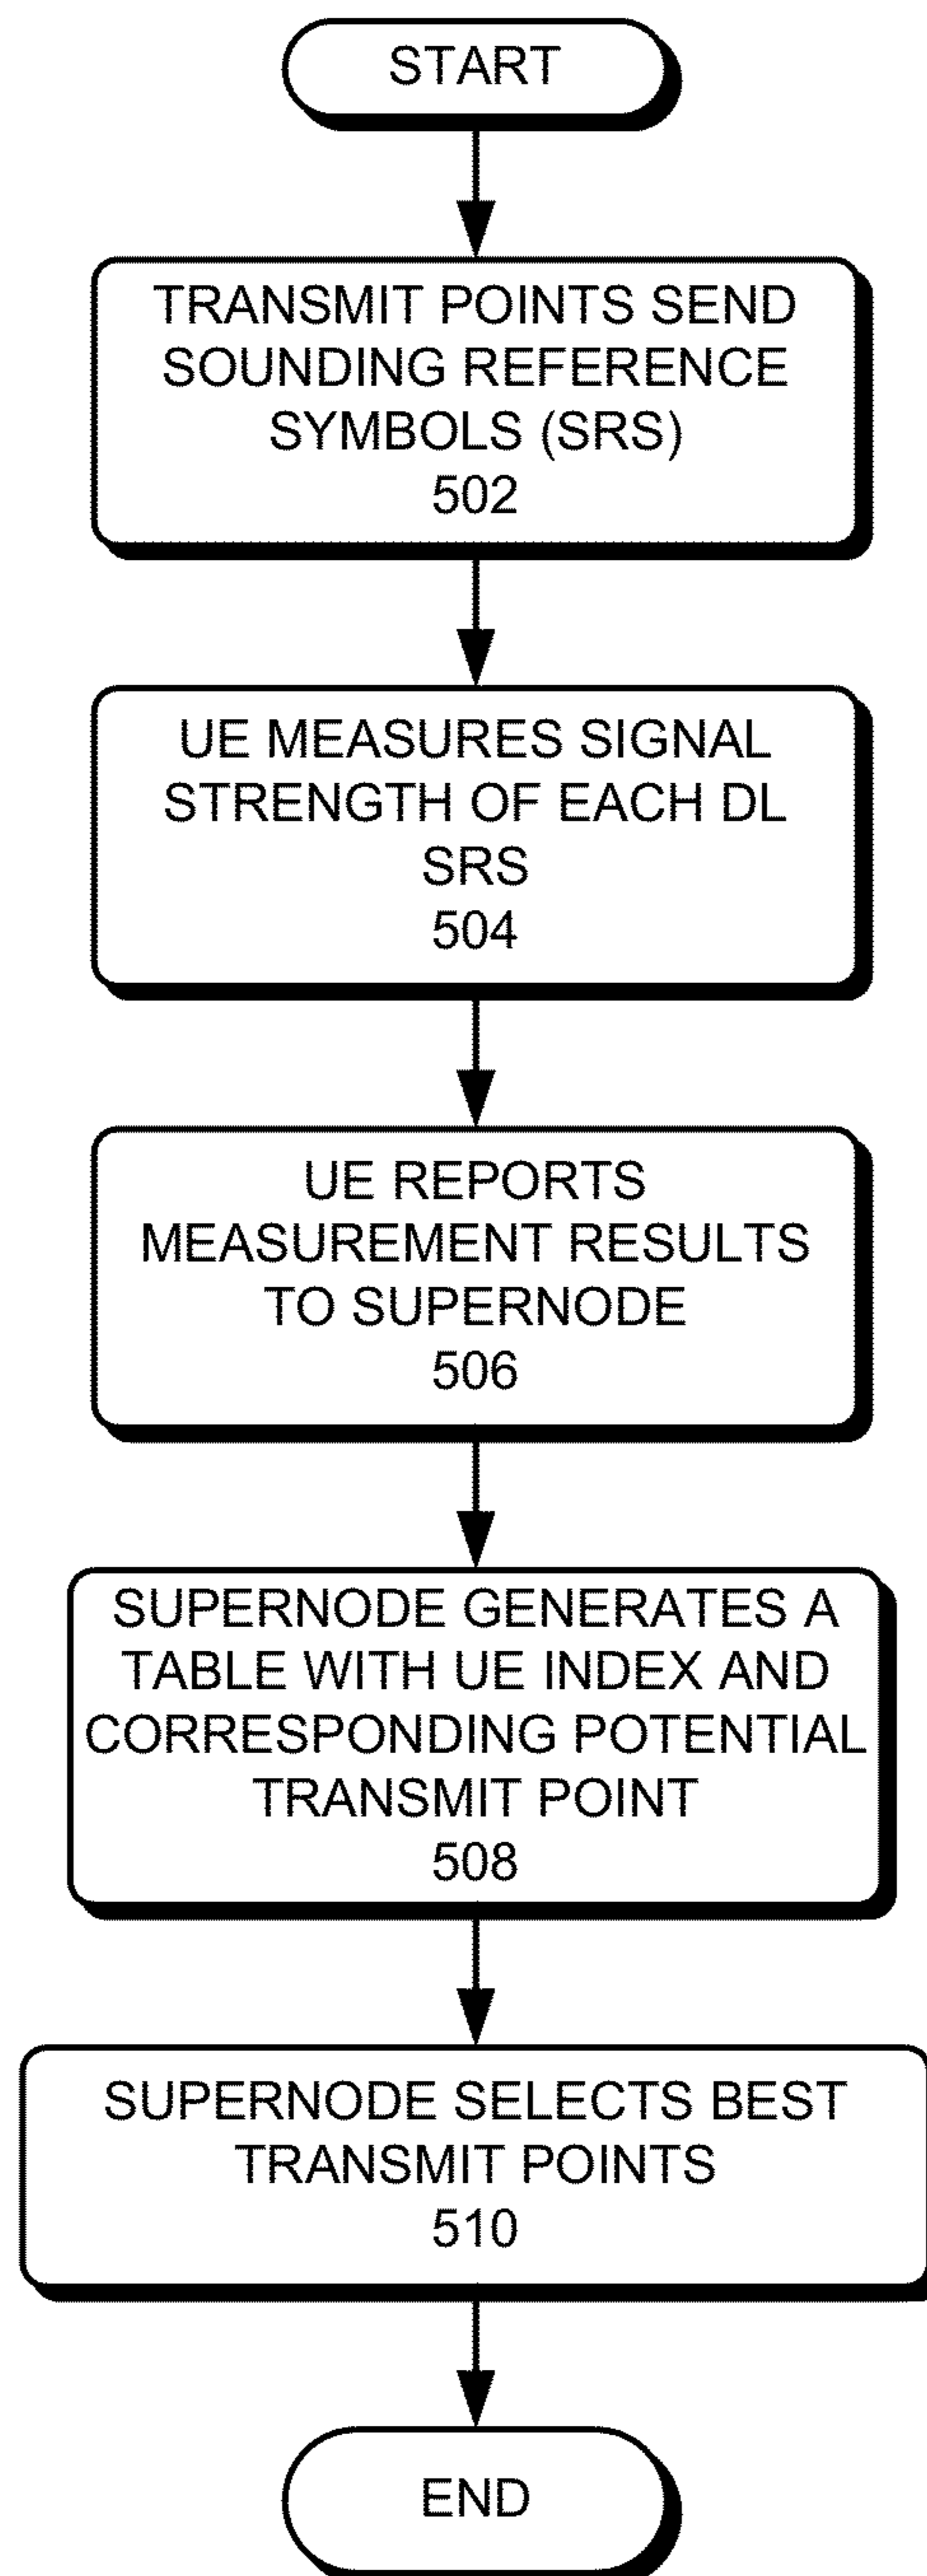 START
TRANSMIT POINTS SEND
SOUNDING REFERENCE
SYMBOLS (SRS)
502
UE MEASURES SIGNAL
STRENGTH OF EACH DL
SRS
504
UE REPORTS
MEASUREMENT RESULTS
TO SUPERNODE
506
SUPERNODE GENERATES A
TABLE WITH UE INDEX AND
CORRESPONDING POTENTIAL
TRANSMIT POINT
508
SUPERNODE SELECTS BEST
TRANSMIT POINTS
510
END